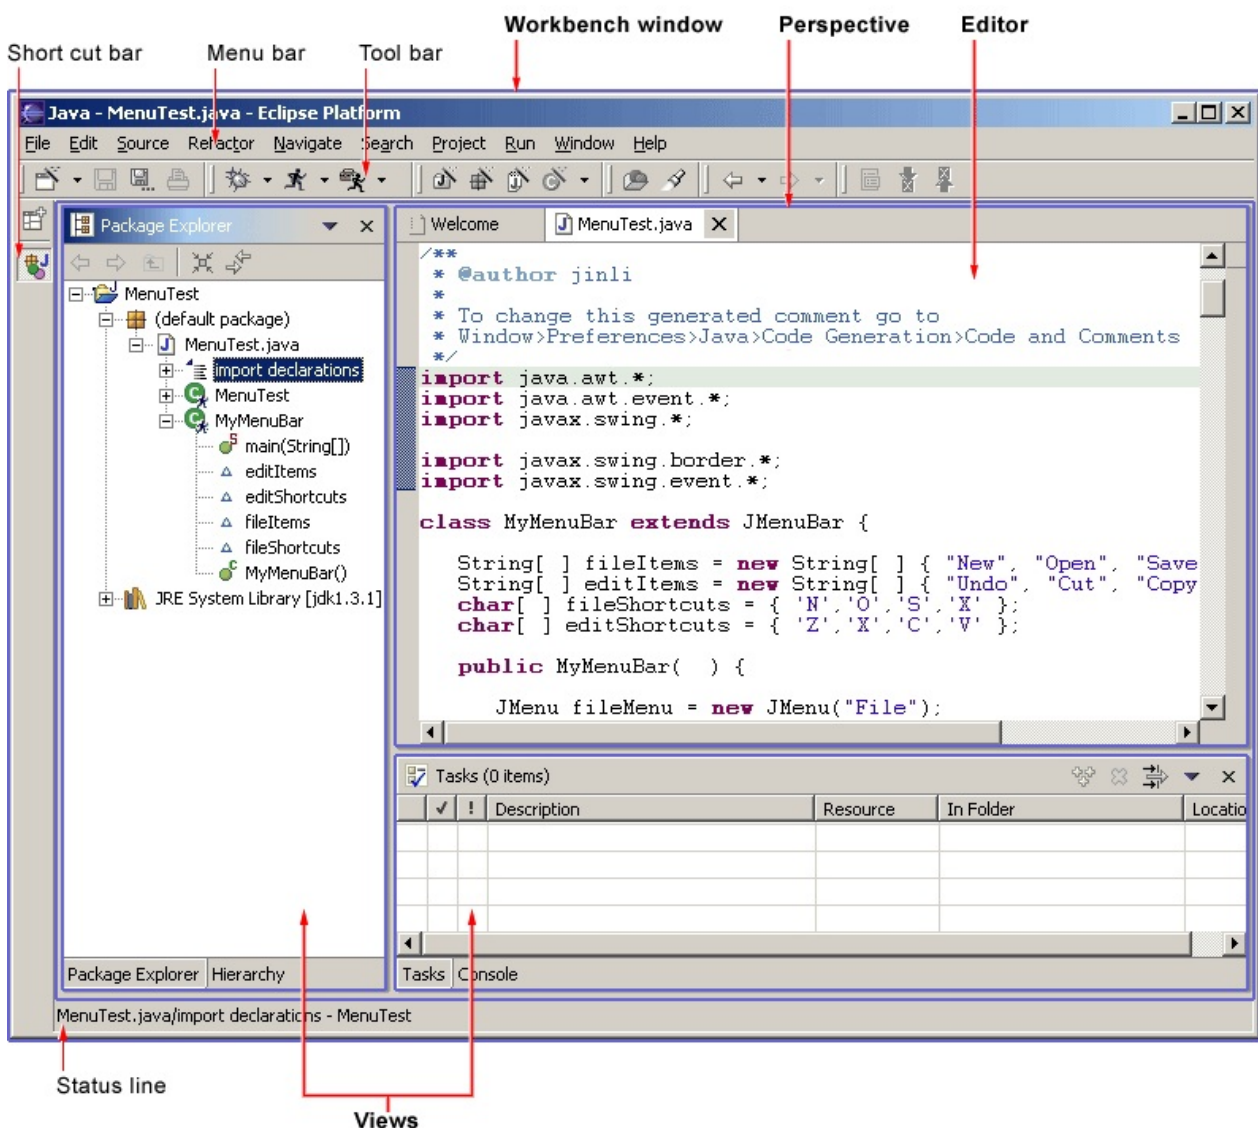 Workbench window Perspective Editor
Short cut bar Menu bar Tool bar
Java - MenuTest.java - Eclipse Platform
File Edit Source Refactor Navigate Search Project Run Window Help
Package Explorer
MenuTest
(default package)
MenuTest.java
import declarations
MenuTest
MyMenuBar
main(String[])
editItems
editShortcuts
fileItems
fileShortcuts
MyMenuBar()
JRE System Library [jdk1.3.1]
Package Explorer Hierarchy
Welcome MenuTest.java
/**
* @author jinli
*
* To change this generated comment go to
* Window>Preferences>Java>Code Generation>Code and Comments
*/
import java.awt.*;
import java.awt.event.*;
import javax.swing.*;
import javax.swing.border.*;
import javax.swing.event.*;
class MyMenuBar extends JMenuBar {
String[ ] fileItems = new String[ ] { "New", "Open", "Save
String[ ] editItems = new String[ ] { "Undo", "Cut", "Copy
char[ ] fileShortcuts = { 'N','O','S','X' };
char[ ] editShortcuts = { 'Z','X','C','V' };
public MyMenuBar( ) {
JMenu fileMenu = new JMenu("File");
Tasks (0 items)
! Description Resource In Folder Locatio
Tasks Console
MenuTest.java/import declarations - MenuTest
Status line
Views